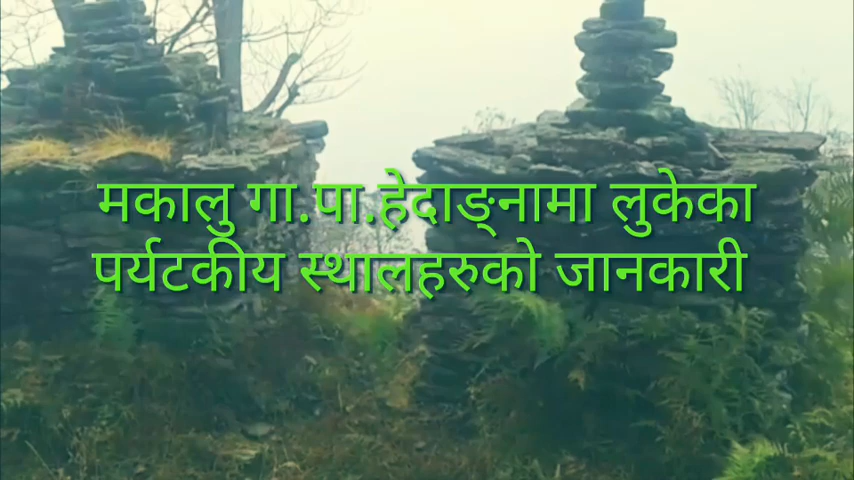 मकालु गा.पा.हेदाङ्नामा लुकेका
पर्यटकीय स्थालहरुको जानकारी